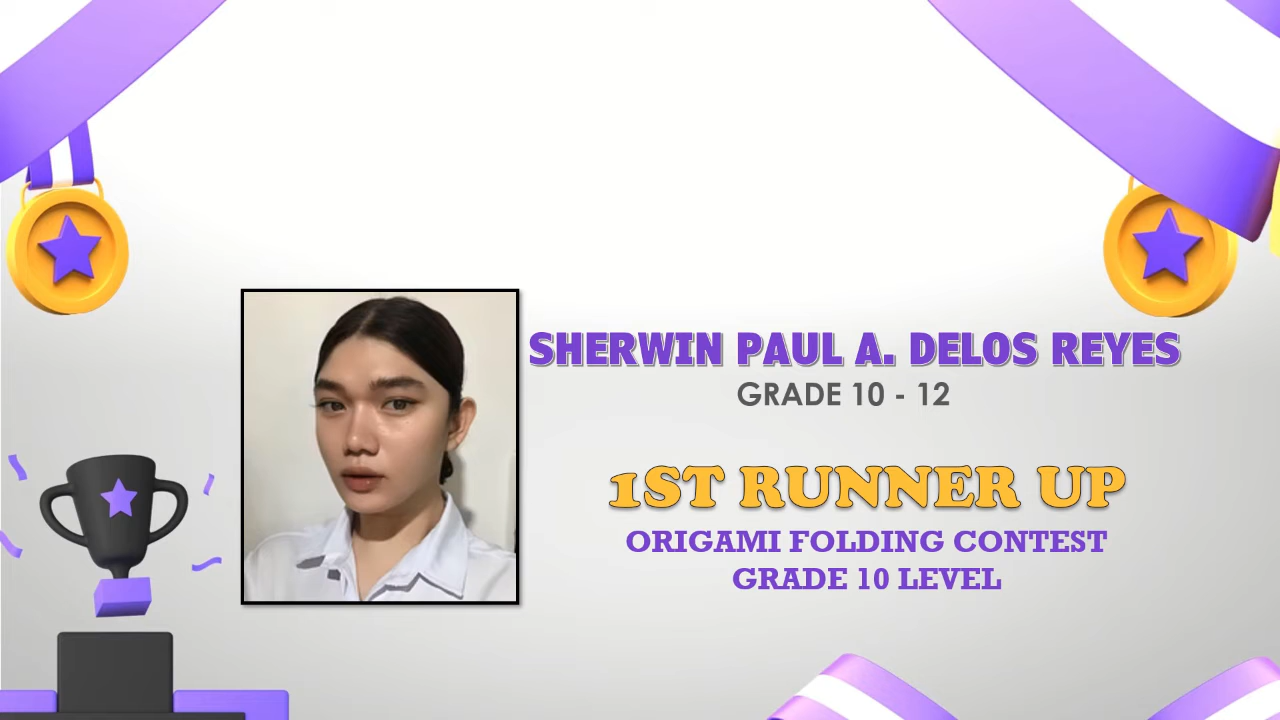 SHERWIN PAUL A. DELOS REYES
GRADE 10 - 12
1ST RUNNER UP
ORIGAMI FOLDING CONTEST
GRADE 10 LEVEL